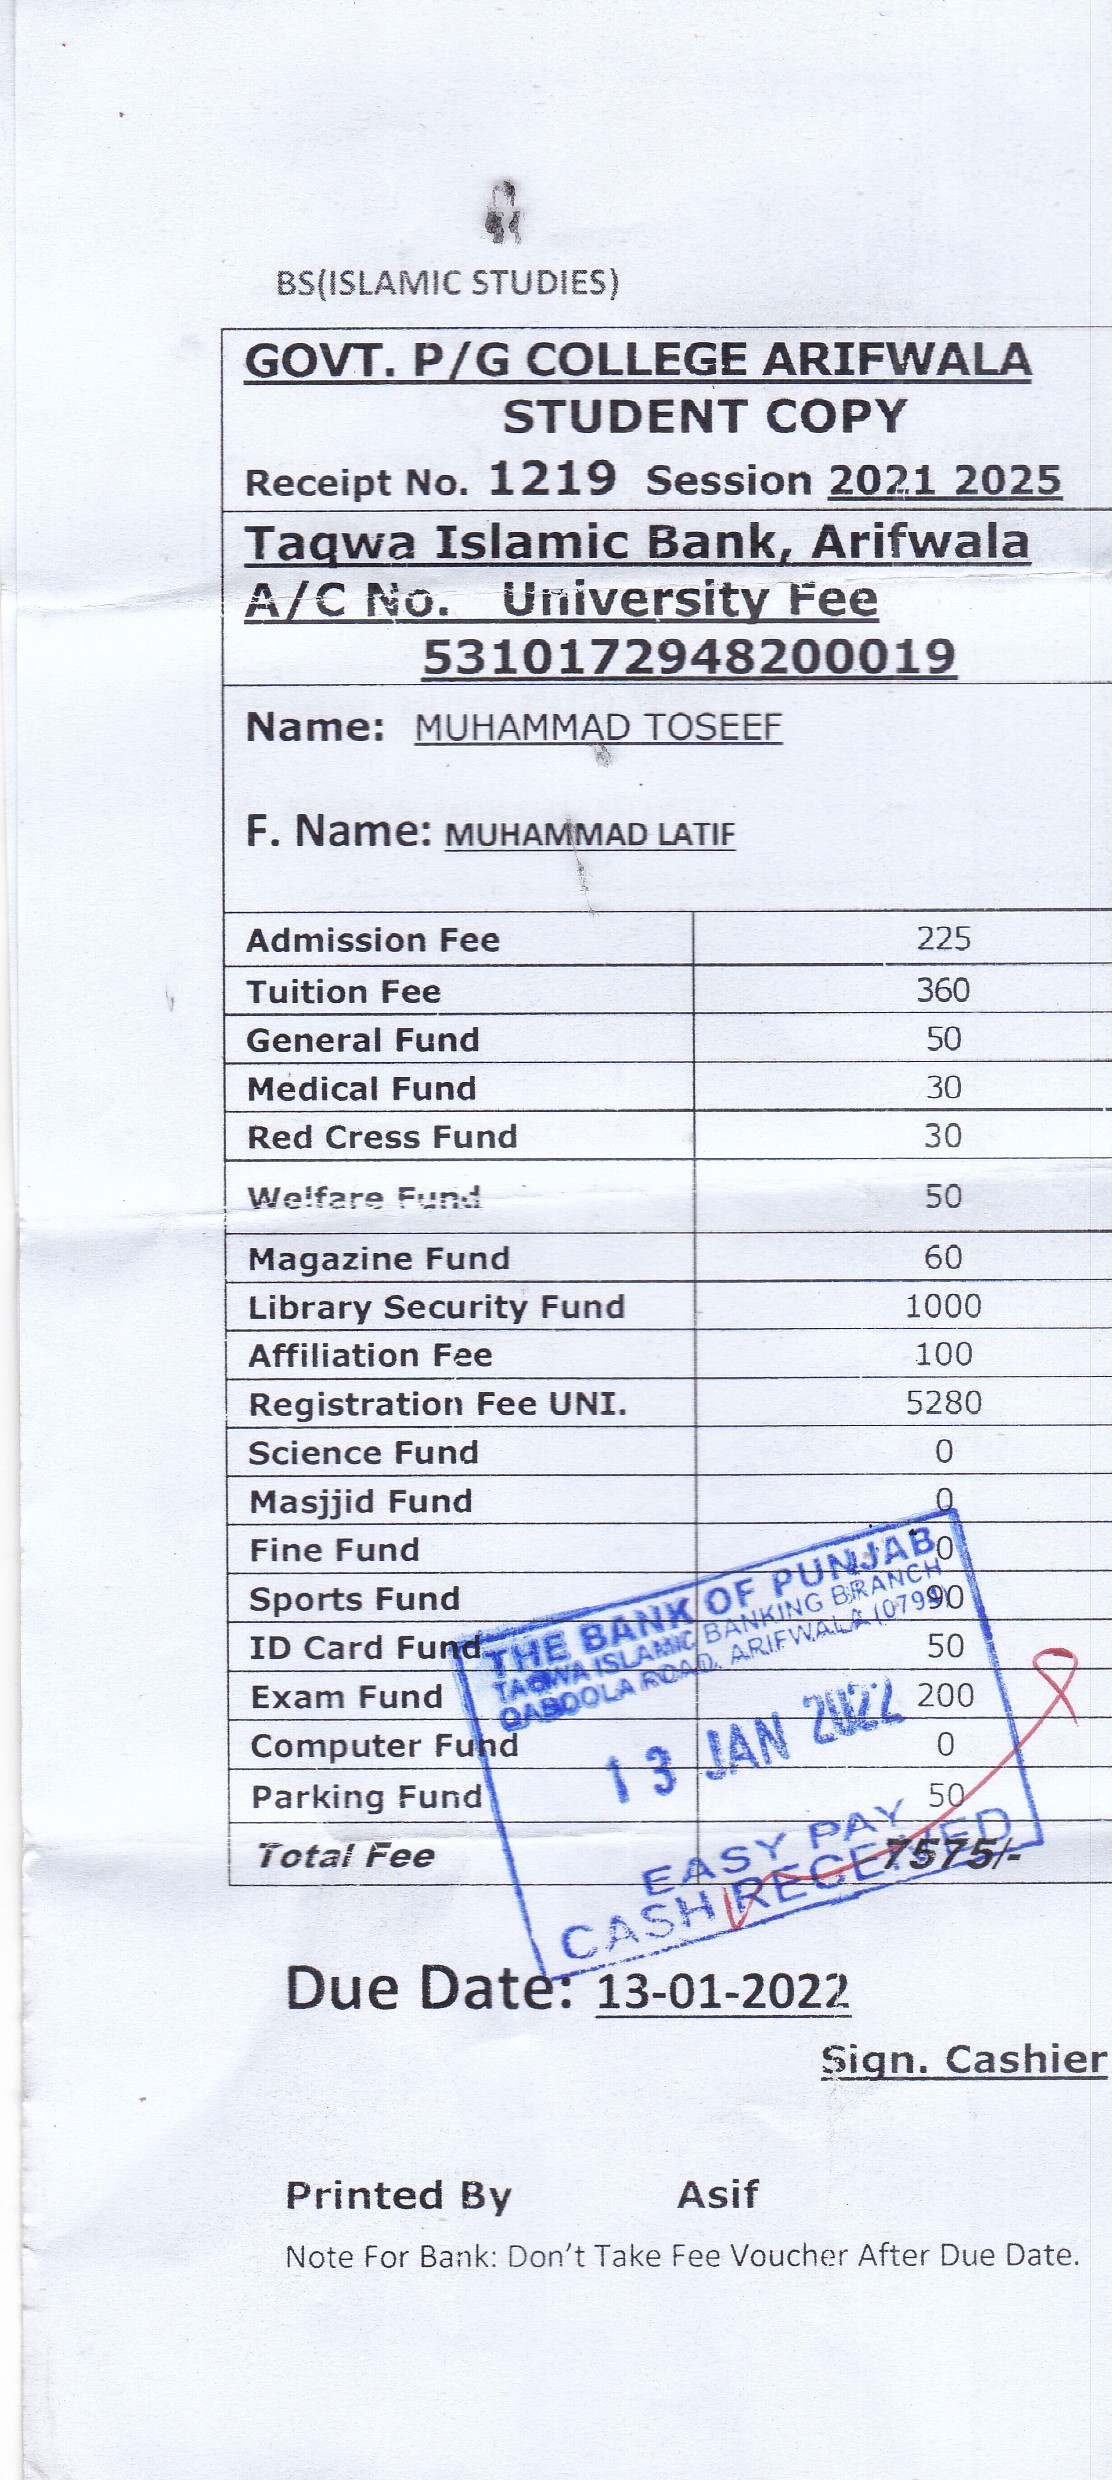 BS(ISLAMIC STUDIES)
GOVT. P/G COLLEGE ARIFWALA
STUDENT COPY
Receipt No. 1219 Session 2021 2025
Taqwa Islamic Bank, Arifwala
A/C No. University Fee
5310172948200019
Name: MUHAMMAD TOSEEF
F. Name: MUHAMMAD LATIF
Admission Fee 225
Tuition Fee 360
General Fund 50
Medical Fund 30
Red Cress Fund 30
Welfare Fund 50
Magazine Fund 60
Library Security Fund 1000
Affiliation Fee 100
Registration Fee UNI. 5280
Science Fund 0
Masjjid Fund 0
Fine Fund 0
Sports Fund 90
ID Card Fund 50
Exam Fund 200
Computer Fund 0
Parking Fund 50
Total Fee 7575/-
THE BANK OF PUNJAB
TAQWA ISLAMIC BANKING BRANCH
QABOOLA ROAD, ARIFWALA
13 JAN 2022
EASY PAY
CASH RECEIVED
Due Date: 13-01-2022
Sign. Cashier
Printed By Asif
Note For Bank: Don't Take Fee Voucher After Due Date.